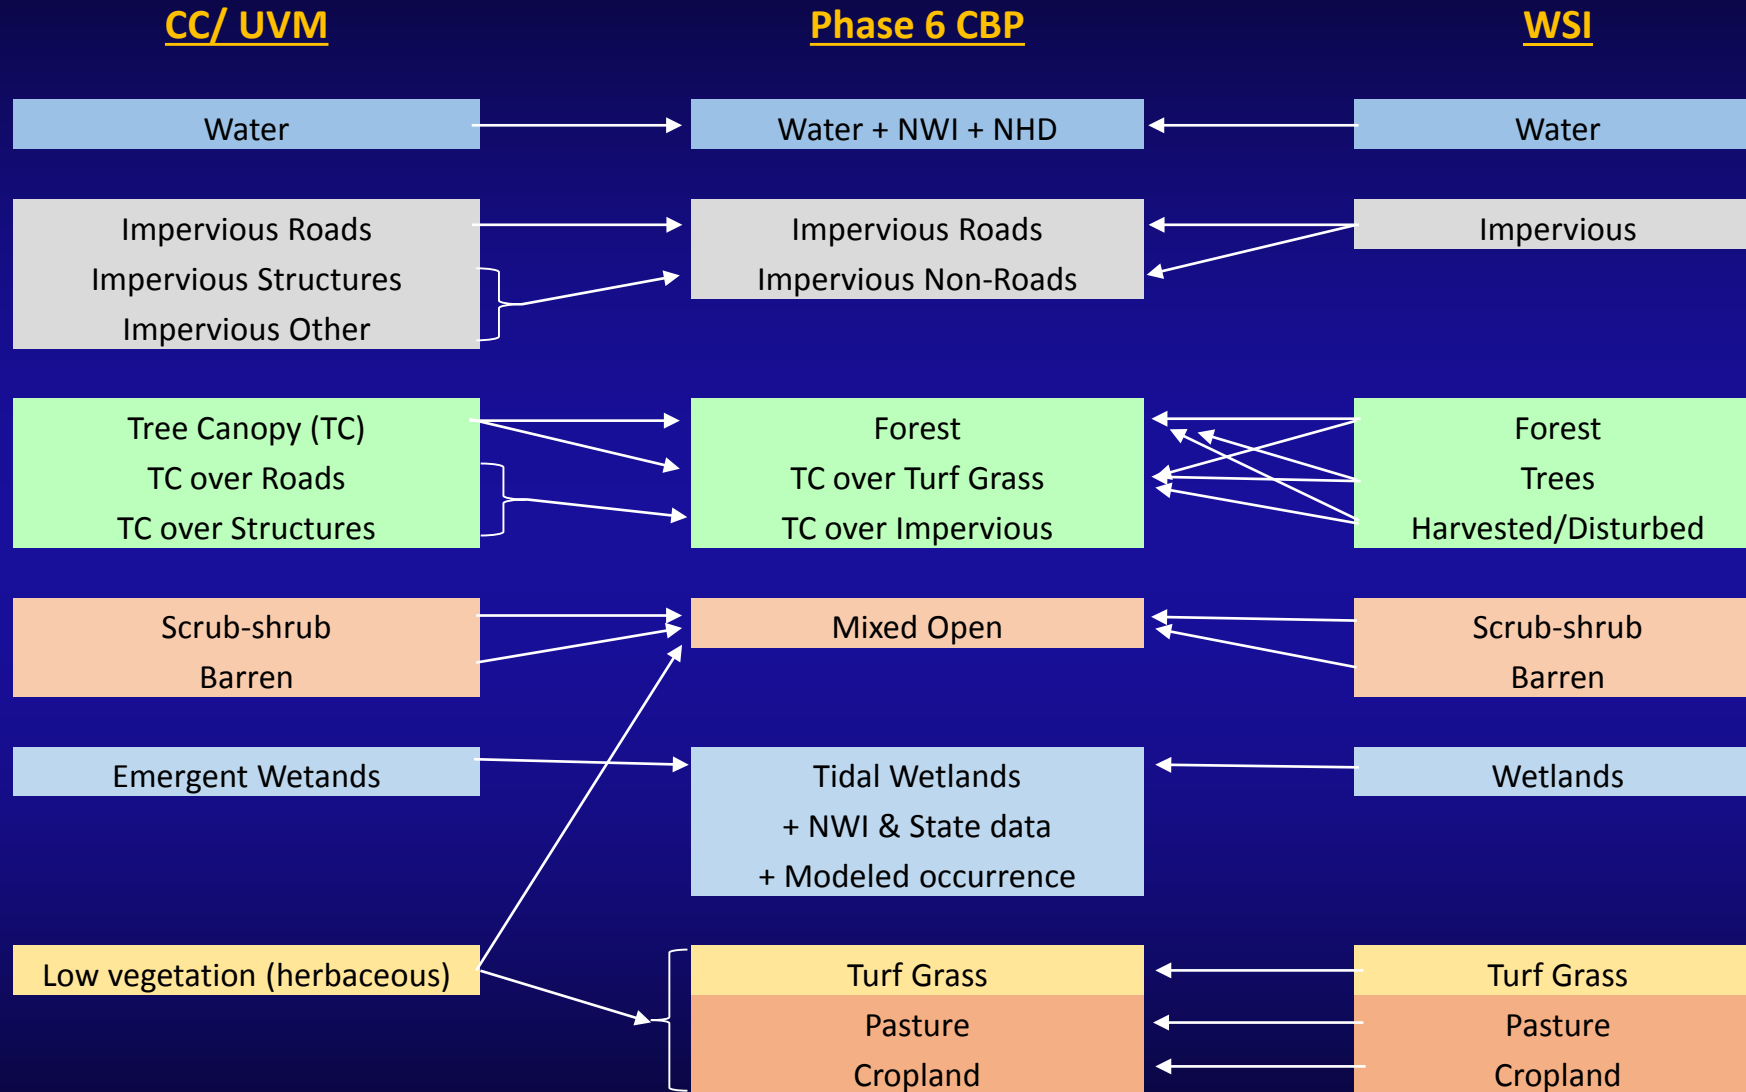 CC/ UVM
Water
Impervious Roads
Impervious Structures
Impervious Other
Tree Canopy (TC)
TC over Roads
TC over Structures
Scrub-shrub
Barren
Emergent Wetands
Low vegetation (herbaceous)
Phase 6 CBP
Water + NWI + NHD
Impervious Roads
Impervious Non-Roads
Forest
TC over Turf Grass
TC over Impervious
Mixed Open
Tidal Wetlands
+ NWI & State data
+ Modeled occurrence
Turf Grass
Pasture
Cropland
WSI
Water
Impervious
Forest
Trees
Harvested/Disturbed
Scrub-shrub
Barren
Wetlands
Turf Grass
Pasture
Cropland